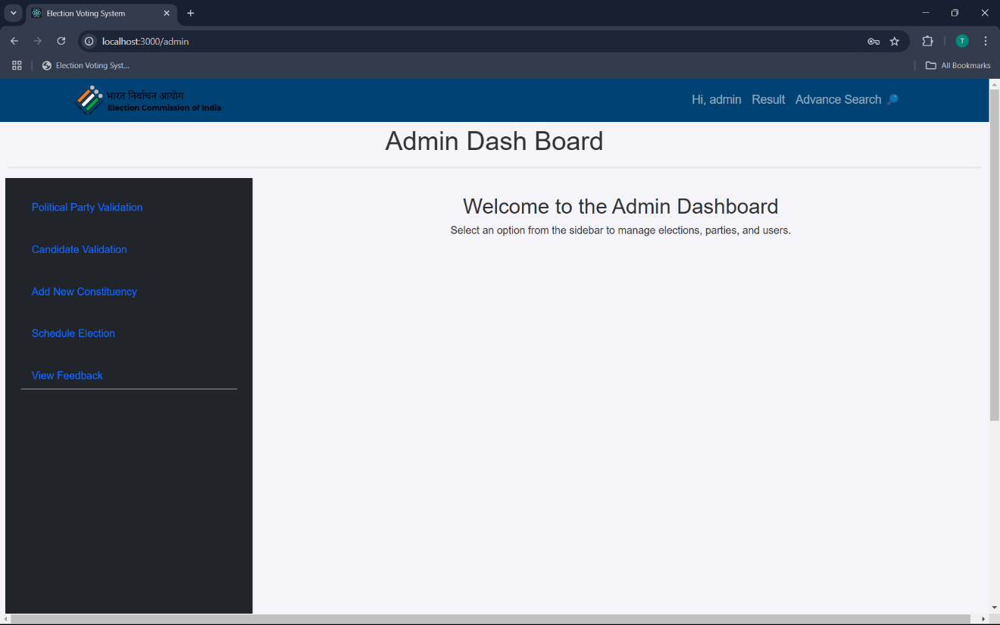 Election Voting System
localhost:3000/admin
T
Election Voting Syst...
All Bookmarks
भारत निर्वाचन आयोग
Election Commission of India
Hi, admin Result Advance Search
Admin Dash Board
Political Party Validation
Candidate Validation
Add New Constituency
Schedule Election
View Feedback
Welcome to the Admin Dashboard
Select an option from the sidebar to manage elections, parties, and users.